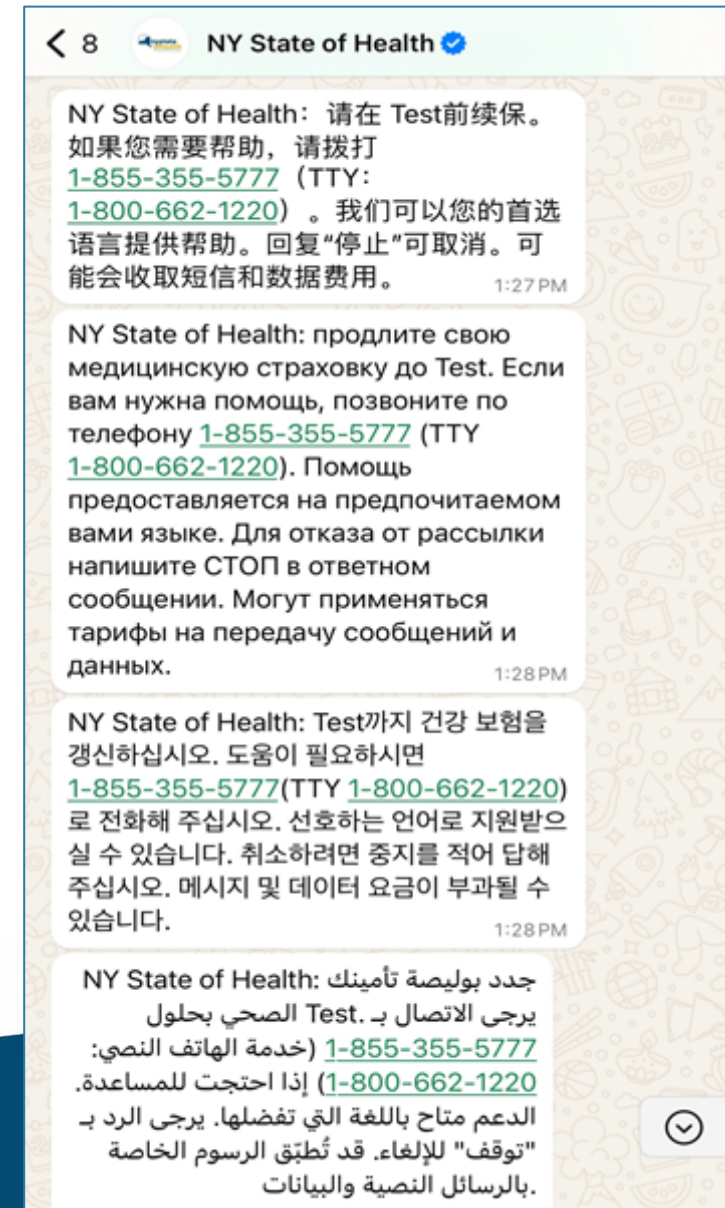 8 NY State of Health
NY State of Health：请在 Test前续保。
如果您需要帮助，请拨打
1-855-355-5777（TTY：
1-800-662-1220）。我们可以您的首选
语言提供帮助。回复“停止”可取消。可
能会收取短信和数据费用。
1:27 PM
NY State of Health: продлите свою
медицинскую страховку до Test. Если
вам нужна помощь, позвоните по
телефону 1-855-355-5777 (TTY
1-800-662-1220). Помощь
предоставляется на предпочитаемом
вами языке. Для отказа от рассылки
напишите СТОП в ответном
сообщении. Могут применяться
тарифы на передачу сообщений и
данных.
1:28 PM
NY State of Health: Test까지 건강 보험을
갱신하십시오. 도움이 필요하시면
1-855-355-5777(TTY 1-800-662-1220)
로 전화해 주십시오. 선호하는 언어로 지원받으
실 수 있습니다. 취소하려면 중지를 적어 답해
주십시오. 메시지 및 데이터 요금이 부과될 수
있습니다.
1:28 PM
NY State of Health: جدد بوليصة تأمينك
الصحي بحلول Test. يرجى الاتصال بـ
1-855-355-5777 (خدمة الهاتف النصي:
1-800-662-1220) إذا احتجت للمساعدة.
الدعم متاح باللغة التي تفضلها. يرجى الرد بـ
"توقف" للإلغاء. قد تُطبّق الرسوم الخاصة
بالرسائل النصية والبيانات.